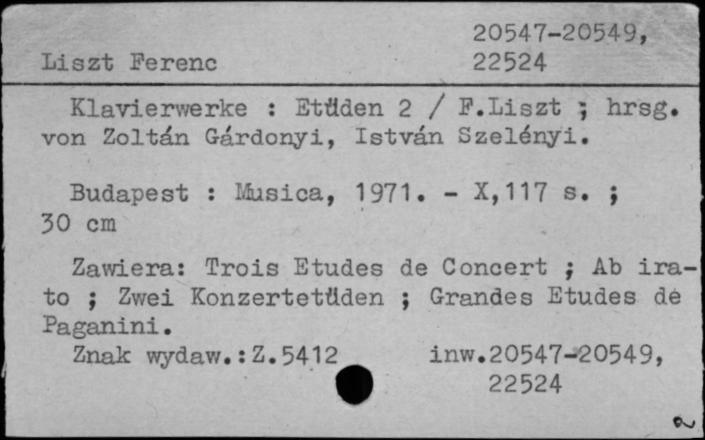 20547-20549,
Liszt Ferenc 22524
Klavierwerke : Etüden 2 / F.Liszt ; hrsg.
von Zoltán Gárdonyi, István Szelényi.
Budapest : Musica, 1971. - X,117 s. ;
30 cm
Zawiera: Trois Etudes de Concert ; Ab ira-
to ; Zwei Konzertetüden ; Grandes Etudes de
Paganini.
Znak wydaw.:Z.5412 inw.20547-20549,
22524